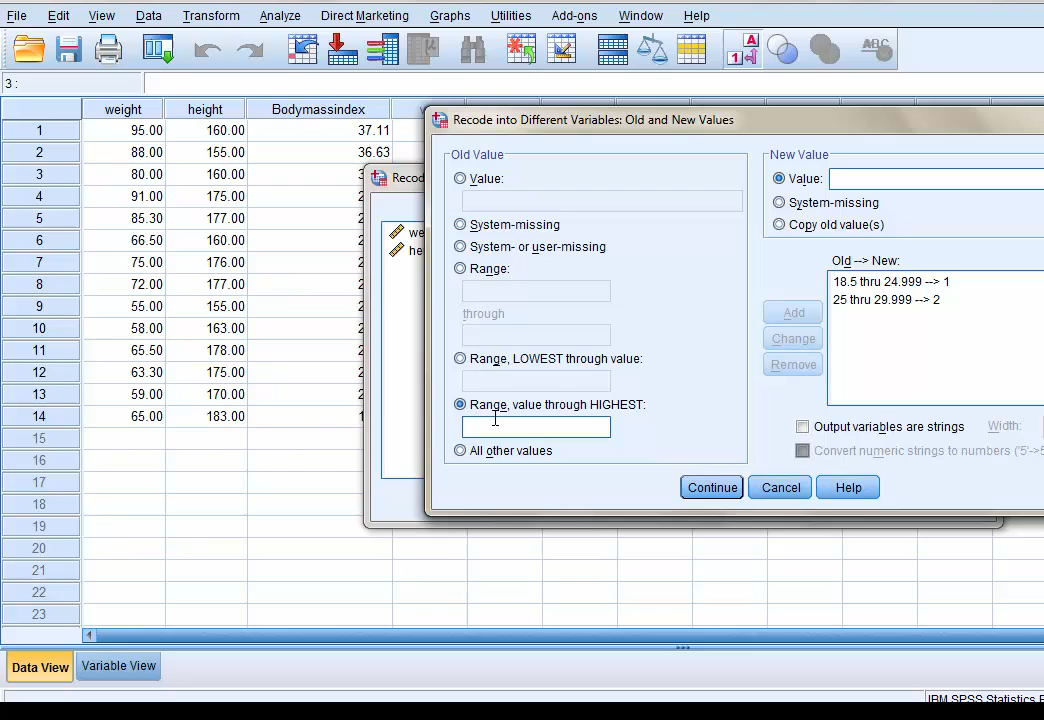 File Edit View Data Transform Analyze Direct Marketing Graphs Utilities Add-ons Window Help
1 A
ABC
3 :
weight height Bodymassindex
1 95.00 160.00 37.11
2 88.00 155.00 36.63
3 80.00 160.00
4 91.00 175.00
5 85.30 177.00
6 66.50 160.00
7 75.00 176.00
8 72.00 177.00
9 55.00 155.00
10 58.00 163.00
11 65.50 178.00
12 63.30 175.00
13 59.00 170.00
14 65.00 183.00
15
16
17
18
19
20
21
22
23
Recod
we
he
Recode into Different Variables: Old and New Values
Old Value
Value:
System-missing
System- or user-missing
Range:
through
Range, LOWEST through value:
Range, value through HIGHEST:
All other values
New Value
Value:
System-missing
Copy old value(s)
Old --> New:
18.5 thru 24.999 --> 1
25 thru 29.999 --> 2
Add
Change
Remove
Output variables are strings Width:
Convert numeric strings to numbers ('5'->5
Continue Cancel Help
Data View Variable View
IBM SPSS Statistics